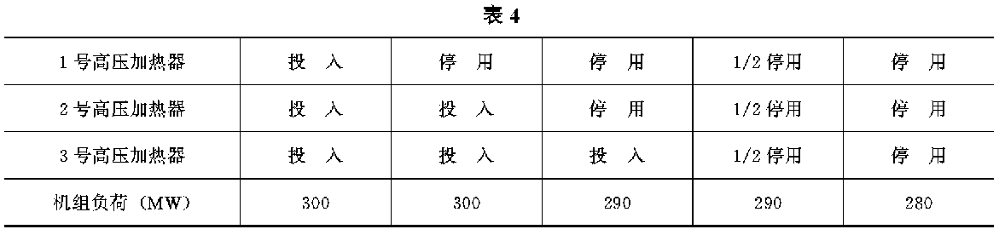 表 4
1 号高压加热器 投 入 停 用 停 用 1/2 停用 停 用
2 号高压加热器 投 入 投 入 停 用 1/2 停用 停 用
3 号高压加热器 投 入 投 入 投 入 1/2 停用 停 用
机组负荷 (MW) 300 300 290 290 280